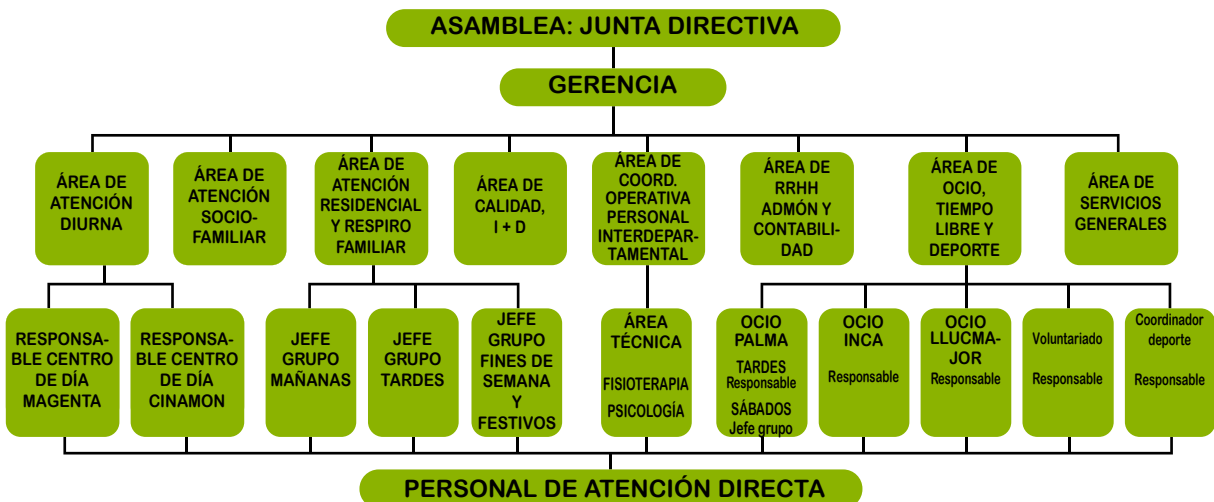 ASAMBLEA: JUNTA DIRECTIVA
GERENCIA
ÁREA DE
ATENCIÓN
DIURNA
ÁREA DE
ATENCIÓN
SOCIO-
FAMILIAR
ÁREA DE
ATENCIÓN
RESIDENCIAL
Y RESPIRO
FAMILIAR
ÁREA DE
CALIDAD,
I + D
ÁREA DE
COORD.
OPERATIVA
PERSONAL
INTERDEPAR-
TAMENTAL
ÁREA DE
RRHH
ADMÓN Y
CONTABILI-
DAD
ÁREA DE
OCIO,
TIEMPO
LIBRE Y
DEPORTE
ÁREA DE
SERVICIOS
GENERALES
RESPONSA-
BLE CENTRO
DE DÍA
MAGENTA
RESPONSA-
BLE CENTRO
DE DÍA
CINAMON
JEFE
GRUPO
MAÑANAS
JEFE
GRUPO
TARDES
JEFE
GRUPO
FINES DE
SEMANA
Y
FESTIVOS
ÁREA
TÉCNICA
FISIOTERAPIA
PSICOLOGÍA
OCIO
PALMA
TARDES
Responsable
SÁBADOS
Jefe grupo
OCIO
INCA
Responsable
OCIO
LLUCMA-
JOR
Responsable
Voluntariado
Responsable
Coordinador
deporte
Responsable
PERSONAL DE ATENCIÓN DIRECTA